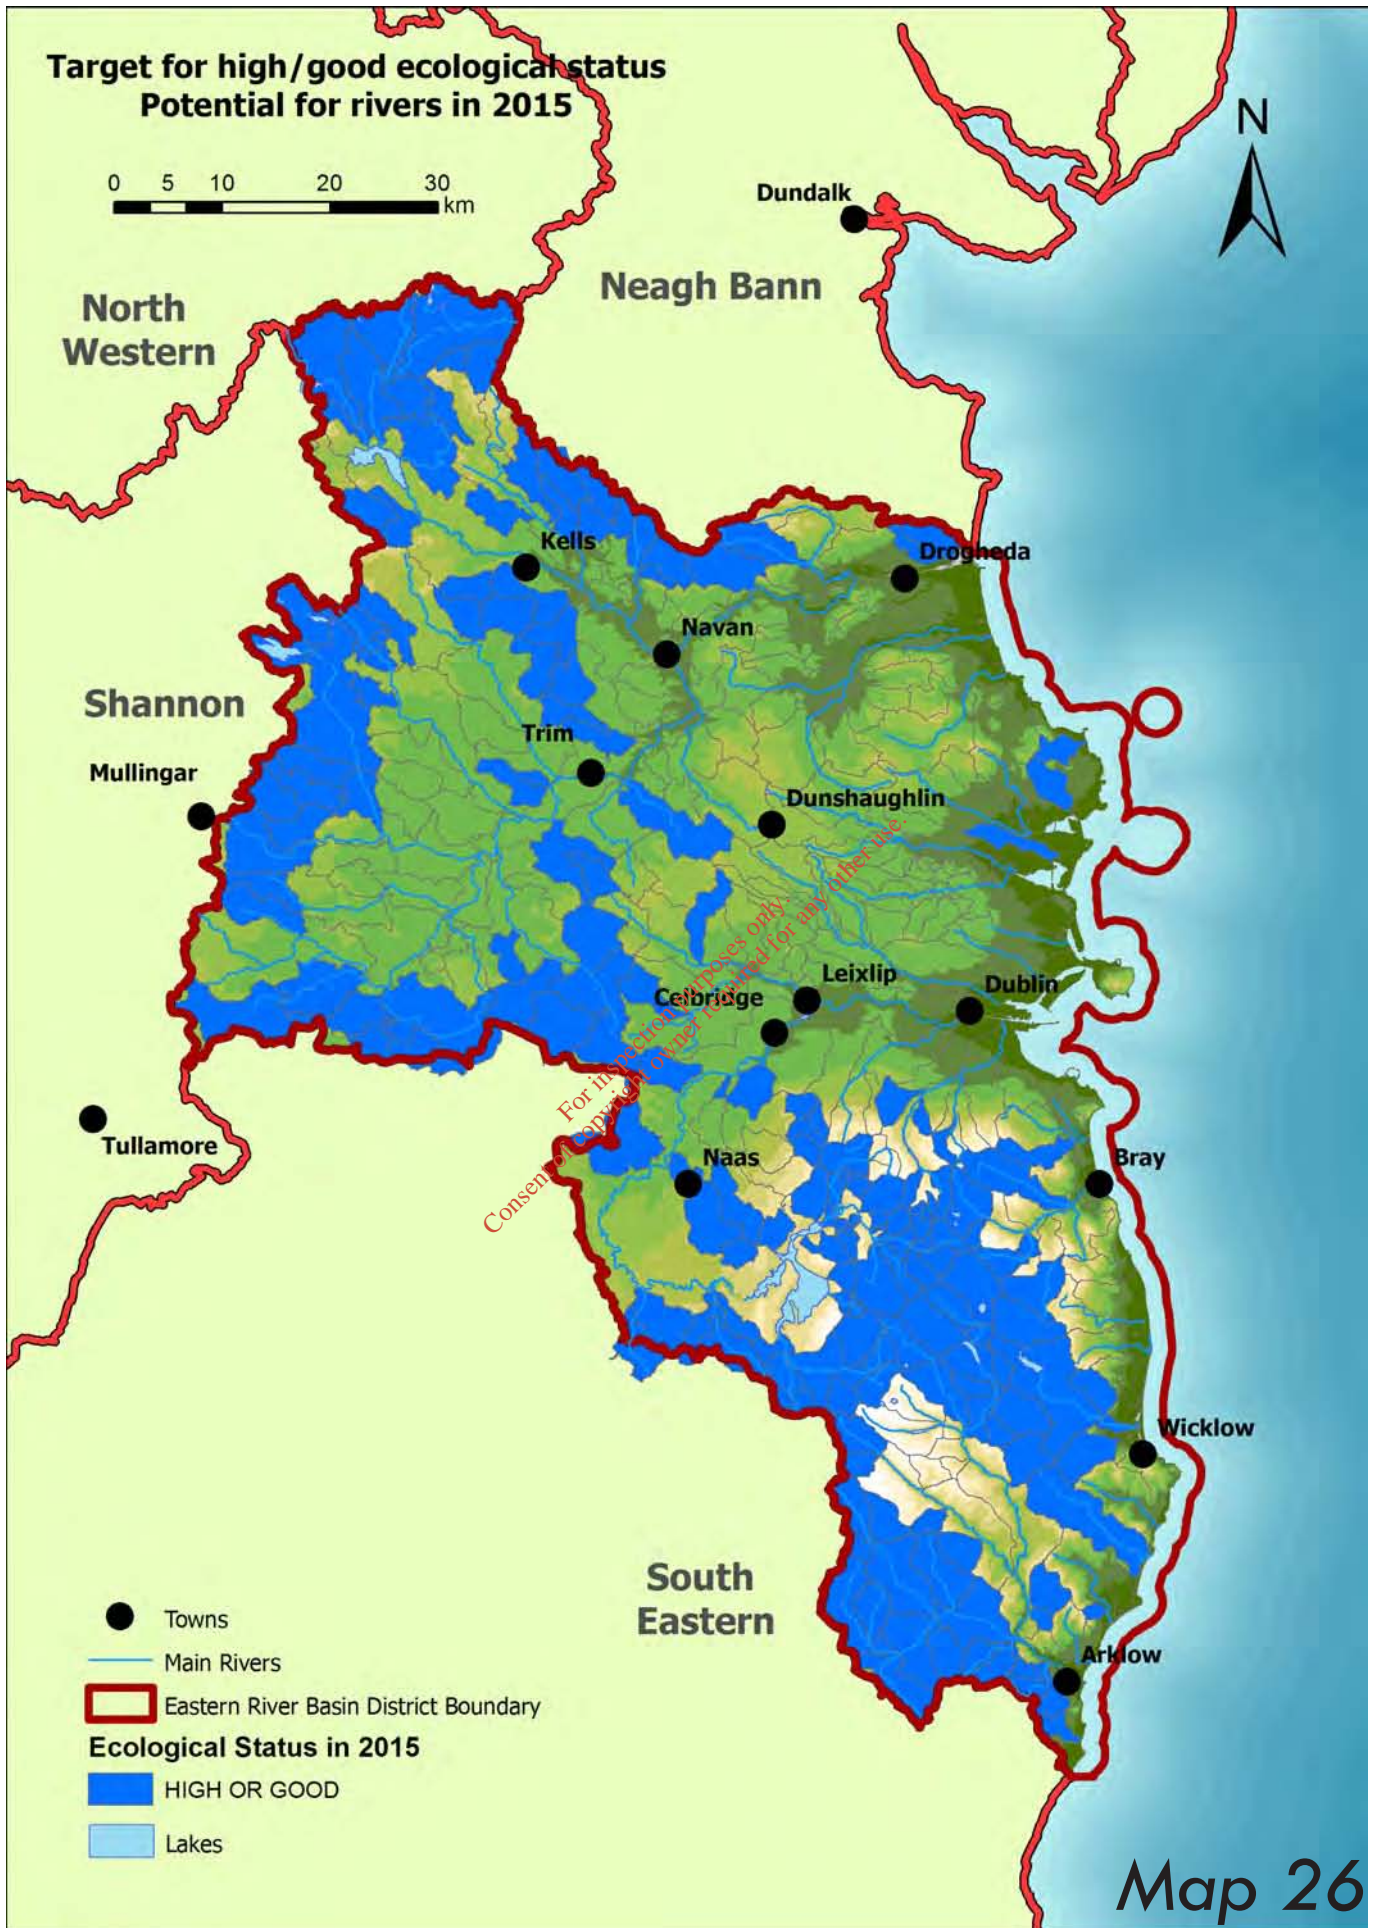 Target for high/good ecological status
Potential for rivers in 2015
0 5 10 20 30
km
N
Dundalk
Neagh Bann
North
Western
Kells
Drogheda
Navan
Shannon
Trim
Mullingar
Dunshaughlin
Leixlip
Celbridge
Dublin
For inspection purposes only.
Consent of copyright owner required for any other use.
Tullamore
Naas
Bray
Wicklow
South
Eastern
Arklow
Towns
Main Rivers
Eastern River Basin District Boundary
Ecological Status in 2015
HIGH OR GOOD
Lakes
Map 26